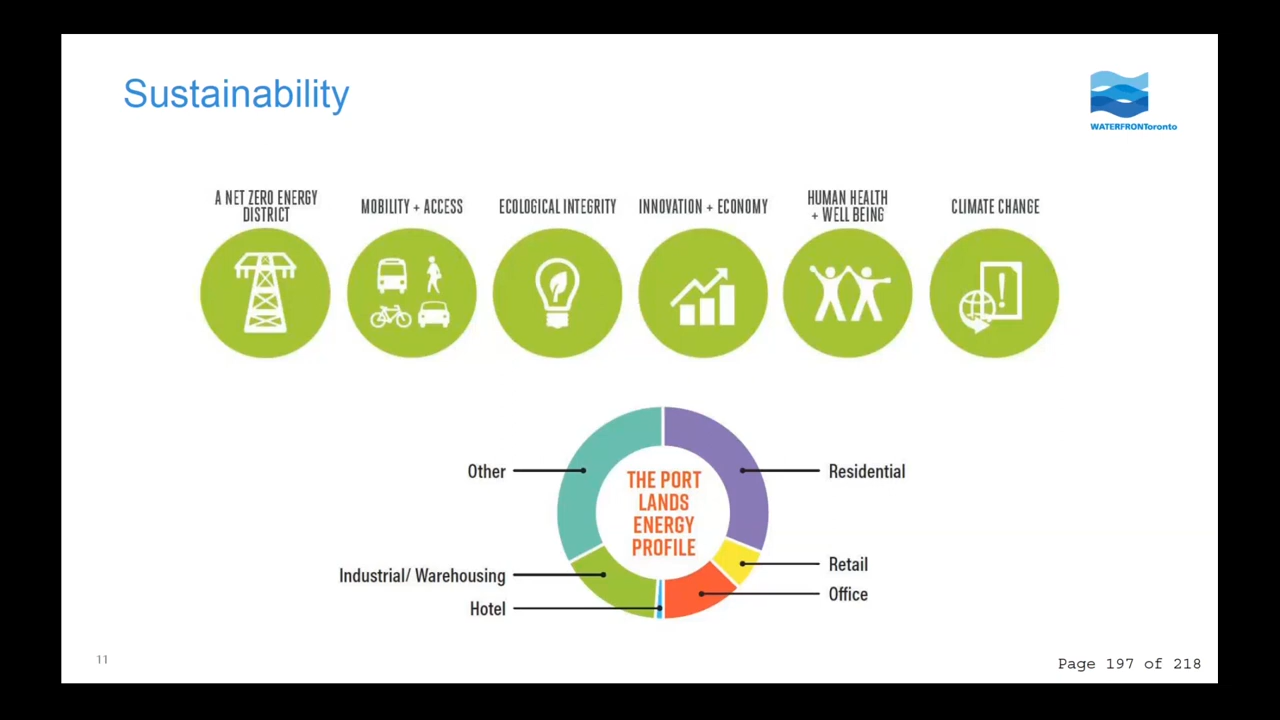 Sustainability
WATERFRONToronto
A NET ZERO ENERGY
DISTRICT
MOBILITY + ACCESS
ECOLOGICAL INTEGRITY
INNOVATION + ECONOMY
HUMAN HEALTH
+ WELL BEING
CLIMATE CHANGE
!
Other
Residential
THE PORT
LANDS
ENERGY
PROFILE
Industrial/ Warehousing
Retail
Hotel
Office
11
Page 197 of 218